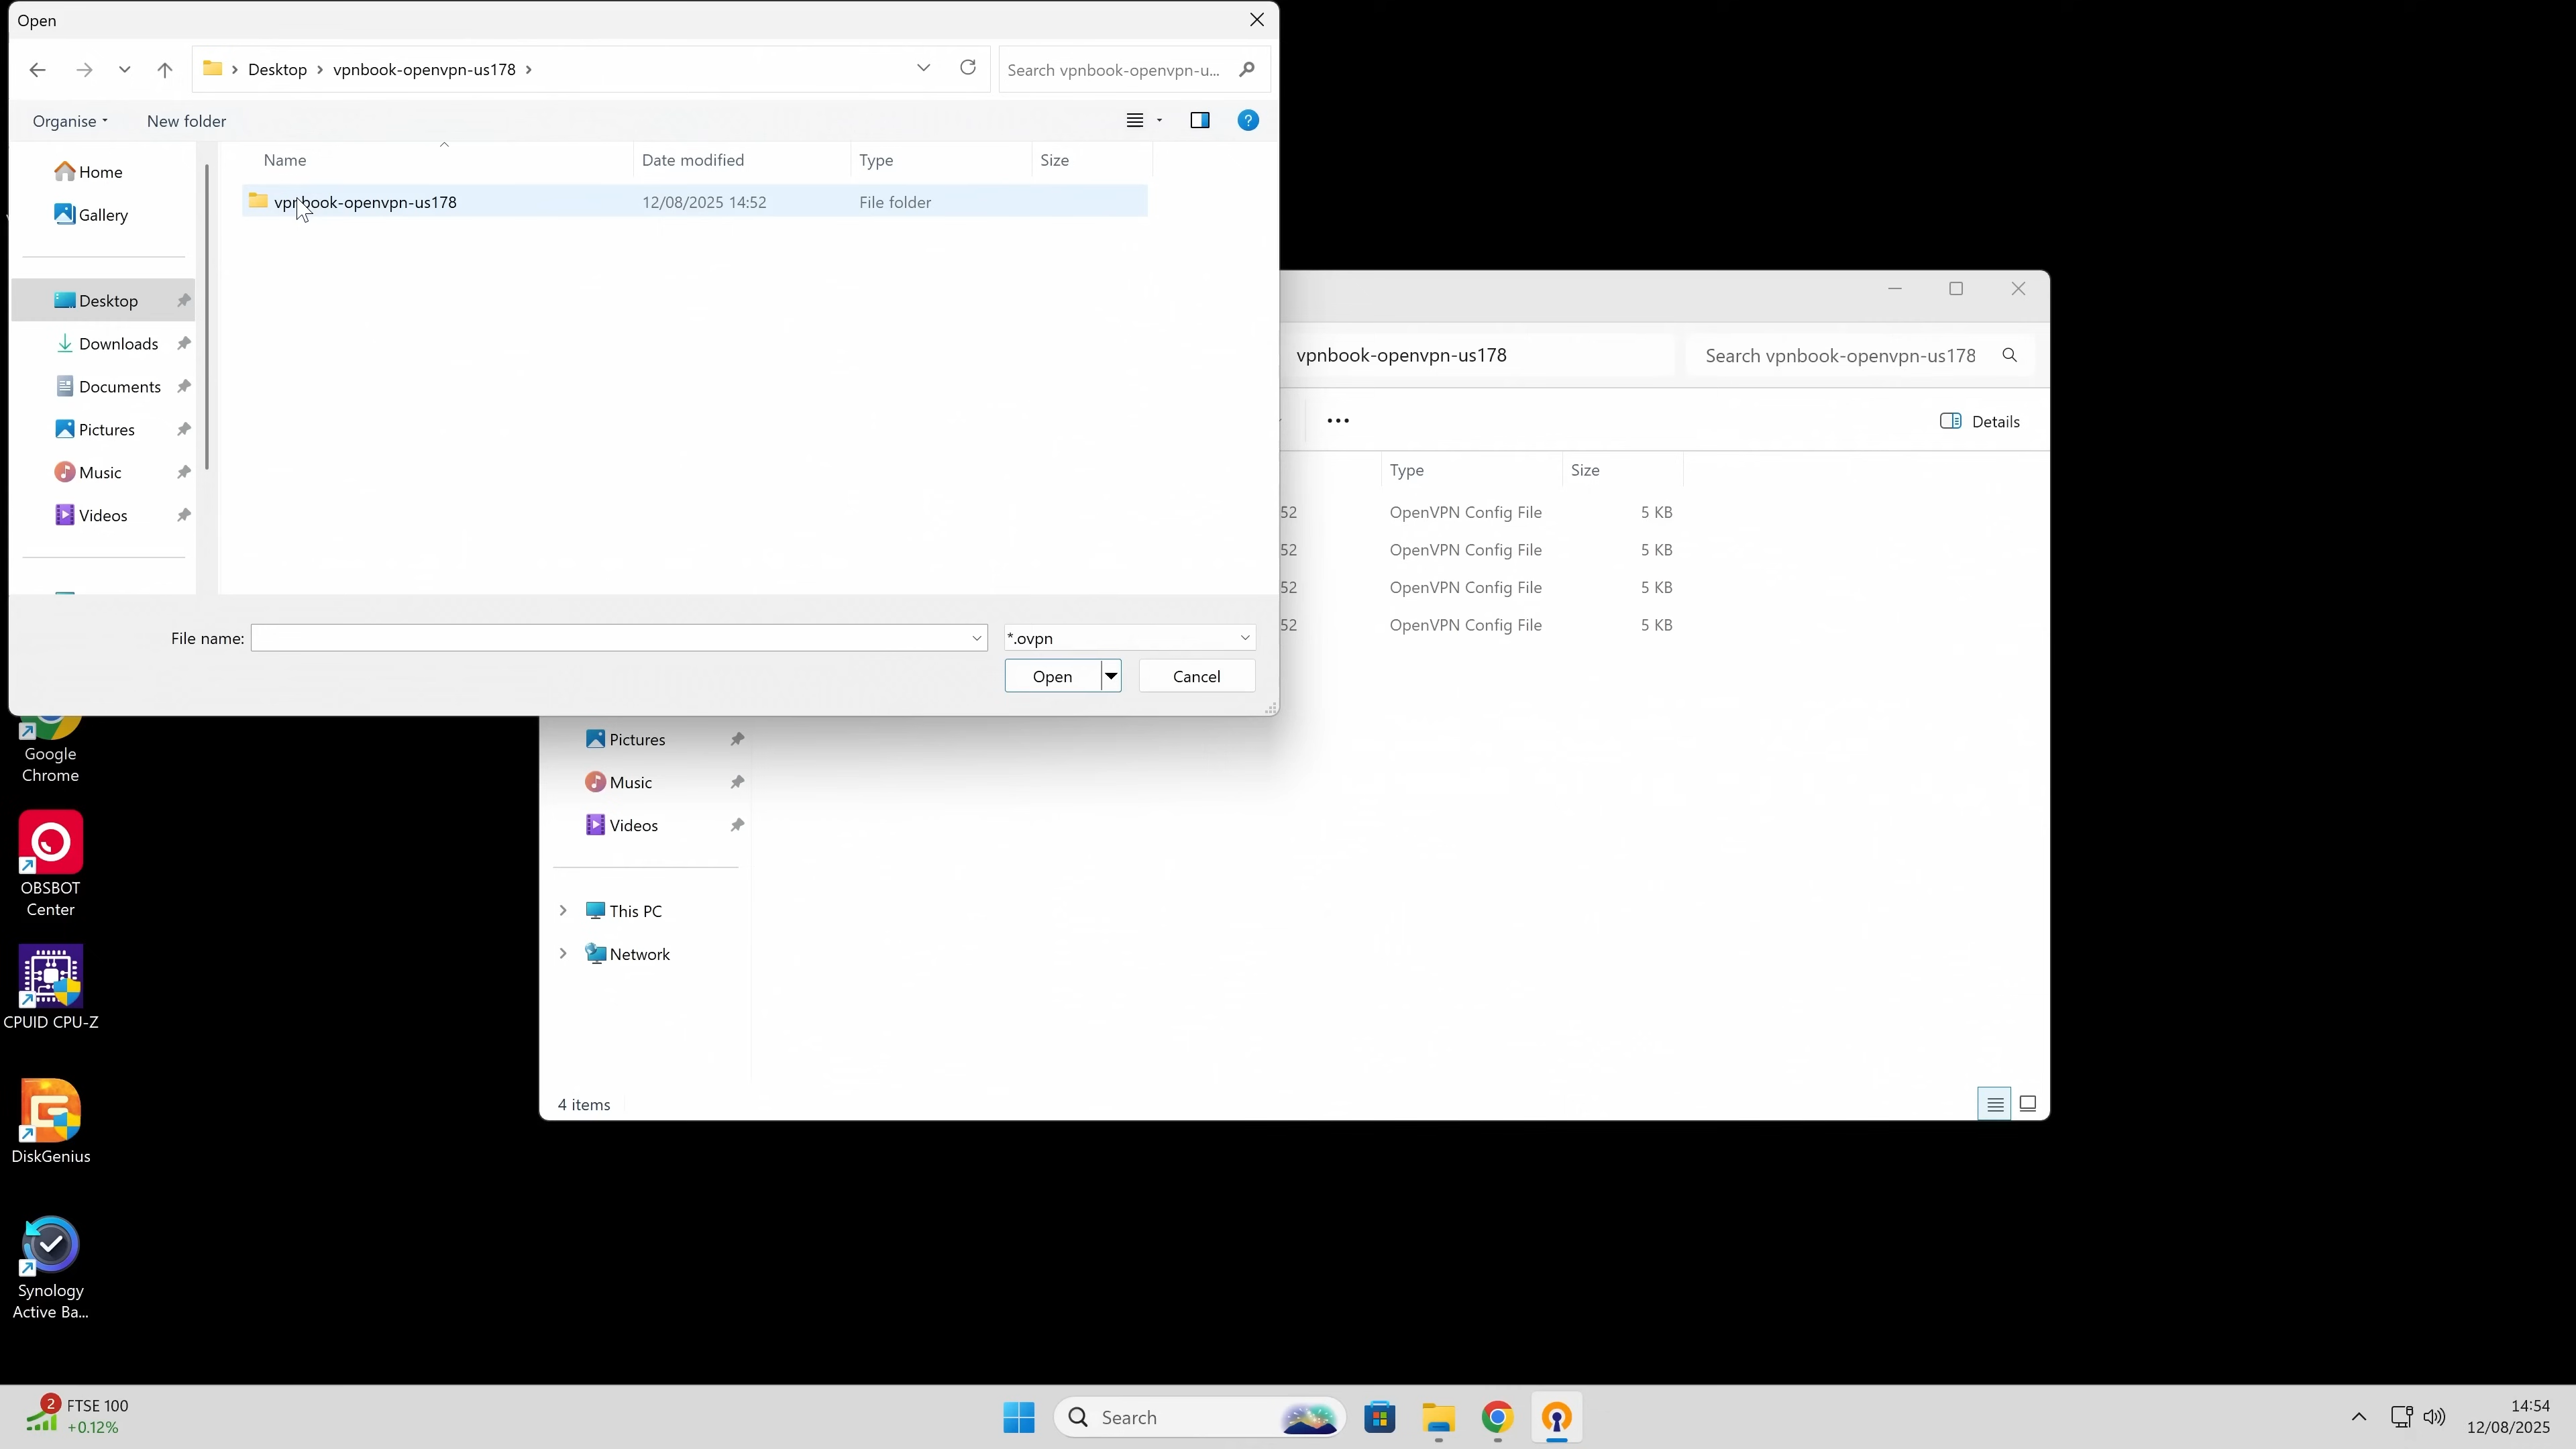 Open
Desktop > vpnbook-openvpn-us178 >
Search vpnbook-openvpn-u...
Organise
New folder
Name
Date modified
Type
Size
Home
Gallery
Desktop
Downloads
Documents
Pictures
Music
Videos
vpnbook-openvpn-us178
12/08/2025 14:52
File folder
File name:
*.ovpn
Open
Cancel
vpnbook-openvpn-us178
Search vpnbook-openvpn-us178
Details
Type
Size
52 OpenVPN Config File 5 KB
52 OpenVPN Config File 5 KB
52 OpenVPN Config File 5 KB
52 OpenVPN Config File 5 KB
Pictures
Music
Videos
This PC
Network
4 items
Google
Chrome
OBSBOT
Center
CPUID CPU-Z
DiskGenius
Synology
Active Ba...
2
FTSE 100
+0.12%
Search
14:54
12/08/2025